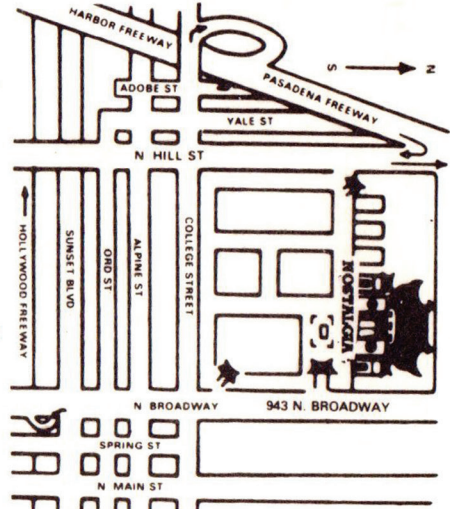 HARBOR FREEWAY
PASADENA FREEWAY
S N
ADOBE ST
YALE ST
N HILL ST
HOLLYWOOD FREEWAY
SUNSET BLVD
ORD ST
ALPINE ST
COLLEGE STREET
NOSTALGIA
N BROADWAY
943 N. BROADWAY
SPRING ST
N MAIN ST